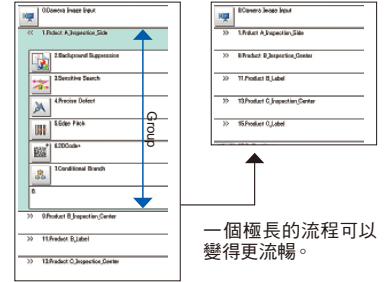 0.Camera Image Input
1.Product A_Inspection_Side
2.Background Suppression
3.Sensitive Search
4.Precise Defect
5.Edge Pitch
6.2DCode+
7.Conditional Branch
8.
9.Product B_Inspection_Center
11.Product B_Label
13.Product C_Inspection_Center
Group
0.Camera Image Input
1.Product A_Inspection_Side
9.Product B_Inspection_Center
11.Product B_Label
13.Product C_Inspection_Center
15.Product C_Label
一個極長的流程可以
變得更流暢。